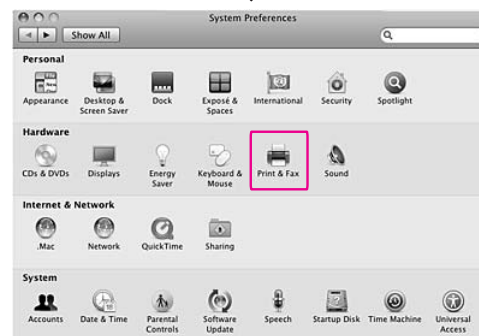 System Preferences
Show All
Personal
Appearance
Desktop &
Screen Saver
Dock
Exposé &
Spaces
International
Security
Spotlight
Hardware
CDs & DVDs
Displays
Energy
Saver
Keyboard &
Mouse
Print & Fax
Sound
Internet & Network
.Mac
Network
QuickTime
Sharing
System
Accounts
Date & Time
Parental
Controls
Software
Update
Speech
Startup Disk
Time Machine
Universal
Access